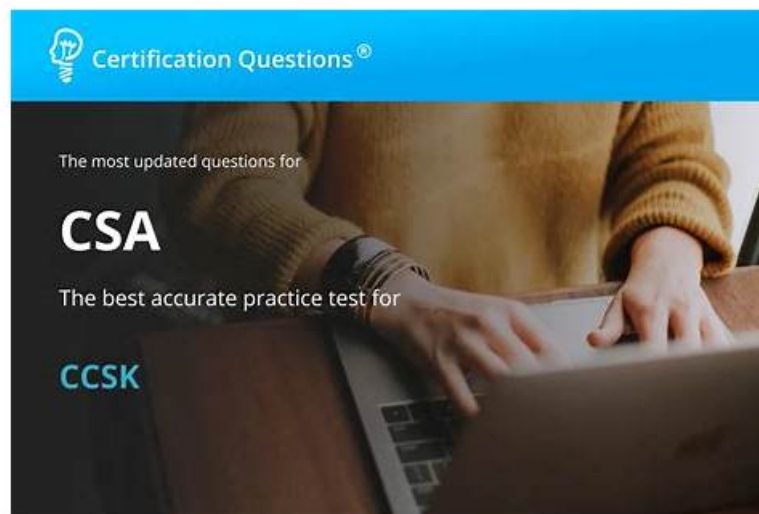 Certification Questions®
The most updated questions for
CSA
The best accurate practice test for
CCSK